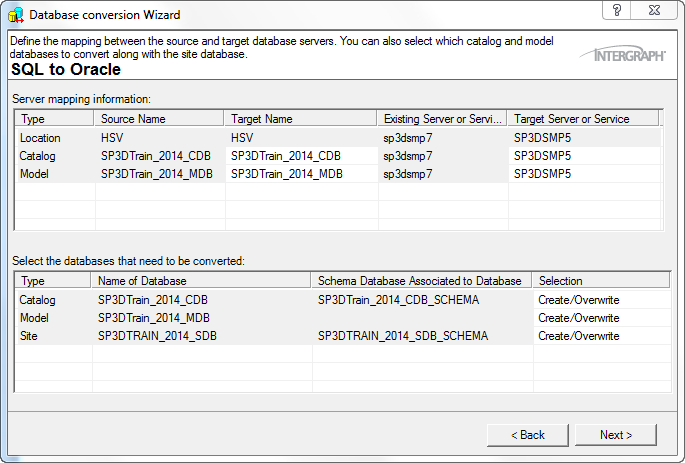 Database conversion Wizard
Define the mapping between the source and target database servers. You can also select which catalog and model
databases to convert along with the site database.
SQL to Oracle
INTERGRAPH
Server mapping information:
Type Source Name Target Name Existing Server or Servi... Target Server or Service
Location HSV HSV sp3dsmp7 SP3DSMP5
Catalog SP3DTrain_2014_CDB SP3DTrain_2014_CDB sp3dsmp7 SP3DSMP5
Model SP3DTrain_2014_MDB SP3DTrain_2014_MDB sp3dsmp7 SP3DSMP5
Select the databases that need to be converted:
Type Name of Database Schema Database Associated to Database Selection
Catalog SP3DTrain_2014_CDB SP3DTrain_2014_CDB_SCHEMA Create/Overwrite
Model SP3DTrain_2014_MDB Create/Overwrite
Site SP3DTRAIN_2014_SDB SP3DTRAIN_2014_SDB_SCHEMA Create/Overwrite
< Back Next >